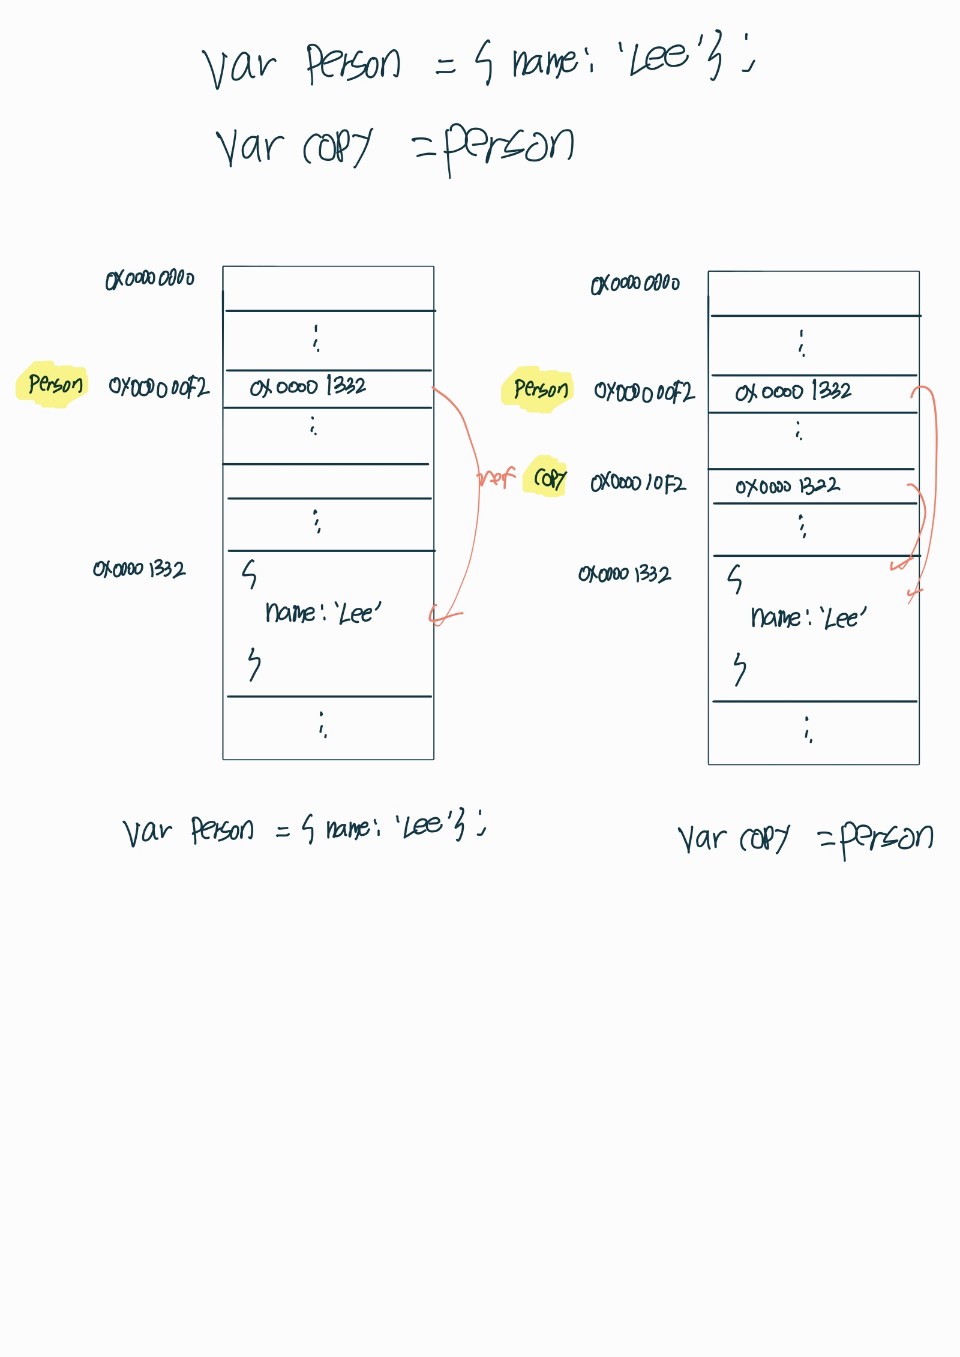 var person = { name: 'Lee'};
var copy = person
0x0000 0000
person 0x0000 00F2 0x0000 1332
ref
0x0000 1332 {
name: 'Lee'
}
var person = { name: 'Lee'};
0x0000 0000
person 0x0000 00F2 0x0000 1332
copy 0x0000 10F2 0x0000 1322
0x0000 1332 {
name: 'Lee'
}
var copy = person